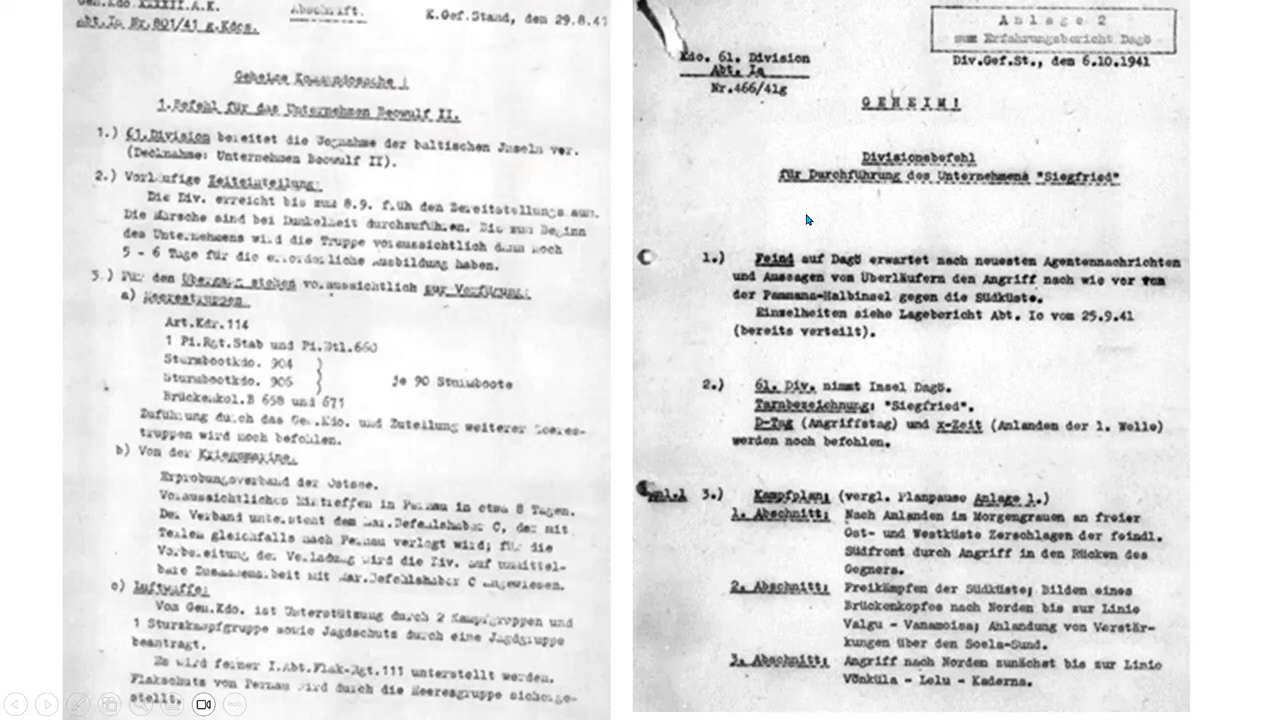 Gen.Kdo.XXXXII.A.K.
Abschrift.
K.Gef.Stand, den 29.8.41
Abt.Ia Nr.801/41 g.Kdos.
Geheime Kommandosache !
1.Befehl für das Unternehmen Beowulf II.
1.) 61.Division bereitet die Wegnahme der baltischen Inseln vor.
(Deckname: Unternehmen Beowulf II).
2.) Vorläufige Zeiteinteilung:
Die Div. erreicht bis zum 8.9. früh den Bereitstellungsraum.
Die Märsche sind bei Dunkelheit durchzuführen. Bis zum Beginn
des Unternehmens wird die Truppe voraussichtlich dann noch
5 - 6 Tage für die erforderliche Ausbildung haben.
3.) Für den Übergang stehen voraussichtlich zur Verfügung:
a) Heerestruppen
Art.Kdr.114
1 Pi.Rgt.Stab und Pi.Btl.660
Sturmbootkdo. 904
Sturmbootkdo. 906
je 90 Sturmboote
Brückenkol.B 658 und 671
Zuführung durch das Gen.Kdo. und Zuteilung weiterer Heeres-
truppen wird noch befohlen.
b) Von der Kriegsmarine:
Erprobungsverband der Ostsee.
Voraussichtliches Eintreffen in Pernau in etwa 8 Tagen.
Der Verband untersteht dem Mar.Befehlshaber C, der mit
Teilen gleichfalls nach Pernau verlegt wird; für die
Vorbereitung der Verladung wird die Div. auf unmittel-
bare Zusammenarbeit mit Mar.Befehlshaber C angewiesen.
c) Luftwaffe:
Vom Gen.Kdo. ist Unterstützung durch 2 Kampfgruppen und
1 Sturzkampfgruppe sowie Jagdschutz durch eine Jagdgruppe
beantragt.
Es wird ferner I.Abt.Flak-Rgt.111 unterstellt werden.
Flakschutz von Pernau wird durch die Heeresgruppe sicherge-
stellt.
Anlage 2
zum Erfahrungsbericht Dagö
Kdo. 61. Division
Abt. Ia
Nr.466/41g
Div.Gef.St., dem 6.10.1941
GEHEIM!
Divisionsbefehl
für Durchführung des Unternehmens "Siegfried"
1.) Feind auf Dagö erwartet nach neuesten Agentennachrichten
und Aussagen von Überläufern den Angriff nach wie vor von
der Pammana-Halbinsel gegen die Südküste.
Einzelheiten siehe Lagebericht Abt. Ic vom 25.9.41
(bereits verteilt).
2.) 61. Div. nimmt Insel Dagö.
Tarnbezeichnung: "Siegfried".
D-Tag (Angriffstag) und x-Zeit (Anlanden der 1. Welle)
werden noch befohlen.
Anl.1 3.) Kampfplan: (vergl. Planpause Anlage 1.)
1. Abschnitt: Nach Anlanden im Morgengrauen an freier
Ost- und Westküste Zerschlagen der feindl.
Südfront durch Angriff in den Rücken des
Gegners.
2. Abschnitt: Freikämpfen der Südküste; Bilden eines
Brückenkopfes nach Norden bis zur Linie
Valgu - Vanamoisa; Anlandung von Verstär-
kungen über den Soela-Sund.
3. Abschnitt: Angriff nach Norden zunächst bis zur Linie
Vönküla - Lelu - Kaderna.